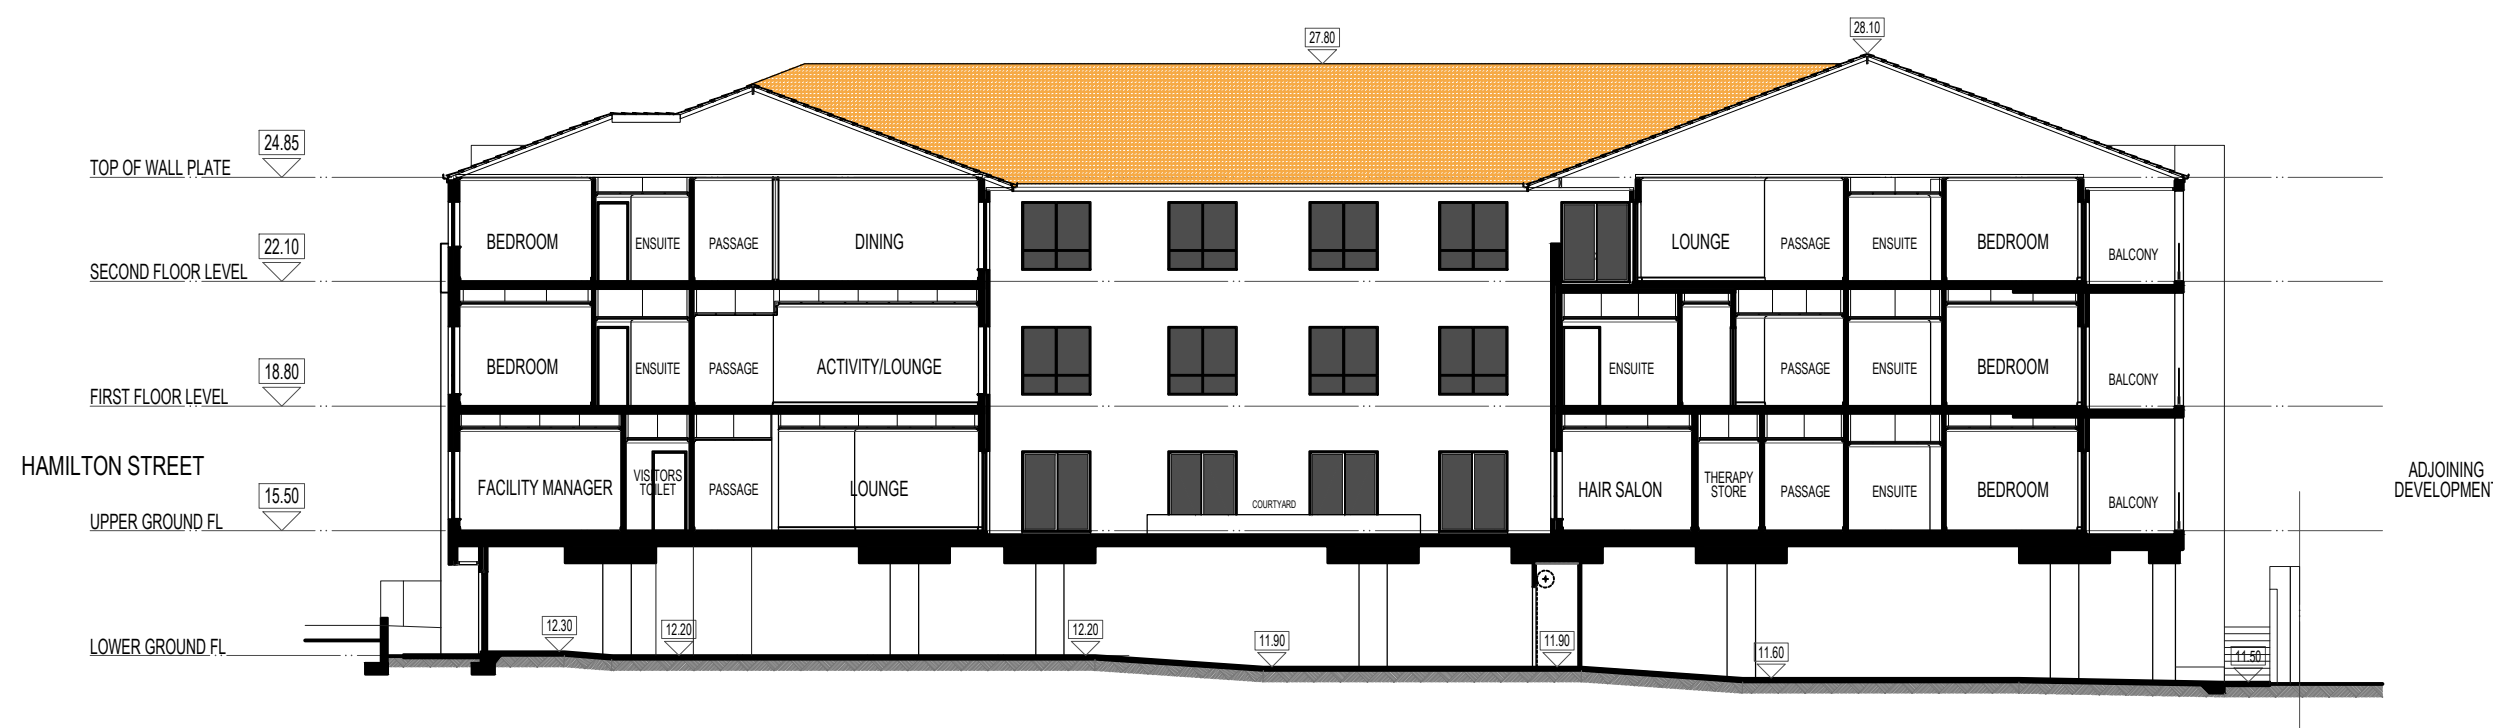 28.10
27.80
24.85
TOP OF WALL PLATE
22.10
SECOND FLOOR LEVEL
BEDROOM
ENSUITE
PASSAGE
DINING
LOUNGE
PASSAGE
ENSUITE
BEDROOM
BALCONY
18.80
FIRST FLOOR LEVEL
BEDROOM
ENSUITE
PASSAGE
ACTIVITY/LOUNGE
ENSUITE
PASSAGE
ENSUITE
BEDROOM
BALCONY
HAMILTON STREET
15.50
UPPER GROUND FL
FACILITY MANAGER
VISITORS
TOILET
PASSAGE
LOUNGE
COURTYARD
HAIR SALON
THERAPY
STORE
PASSAGE
ENSUITE
BEDROOM
BALCONY
ADJOINING
DEVELOPMENT
LOWER GROUND FL
12.30
12.20
12.20
11.90
11.90
11.60
11.50